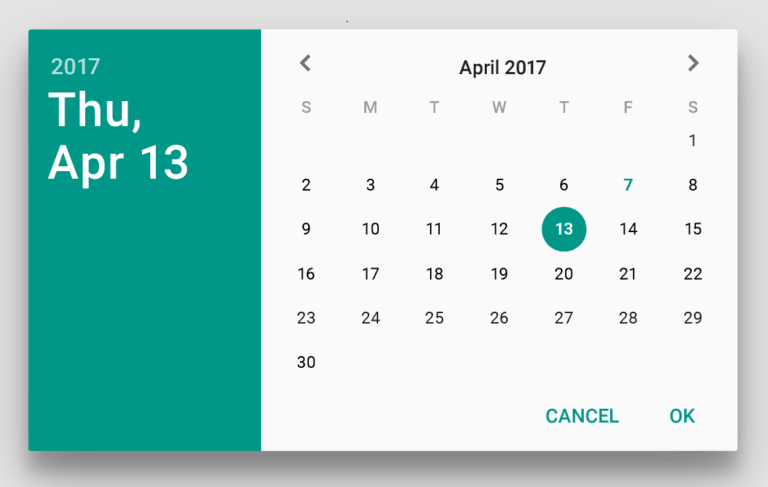 2017
Thu,
Apr 13
April 2017
S M T W T F S
1
2 3 4 5 6 7 8
9 10 11 12 13 14 15
16 17 18 19 20 21 22
23 24 25 26 27 28 29
30
CANCEL OK